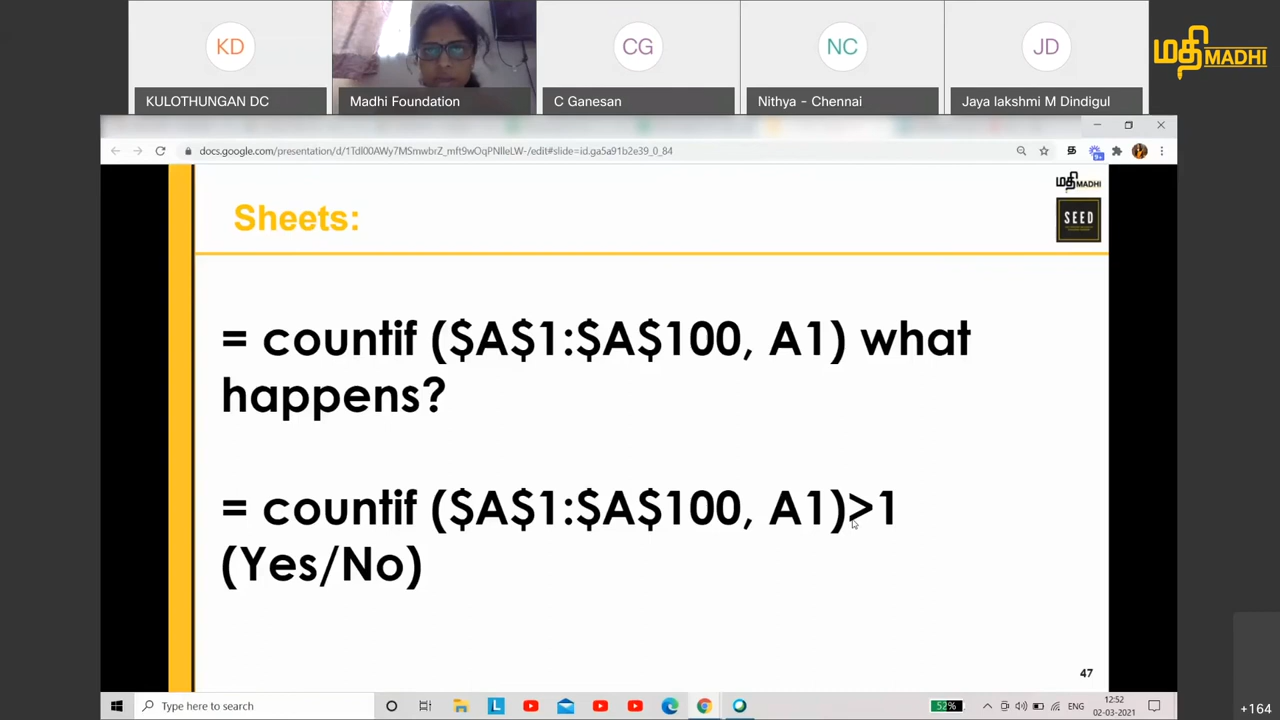 KD
CG
NC
JD
மதி MADHI
KULOTHUNGAN DC
Madhi Foundation
C Ganesan
Nithya - Chennai
Jaya lakshmi M Dindigul
docs.google.com/presentation/d/1Tdl00AWy7MSmwbrZ_mft9wOqPNlleLW-/edit#slide=id.ga5a91b2e39_0_84
மதி MADHI
Sheets:
SEED
= countif ($A$1:$A$100, A1) what
happens?
= countif ($A$1:$A$100, A1)>1
(Yes/No)
47
Type here to search
52%
ENG
12:52
02-03-2021
+164